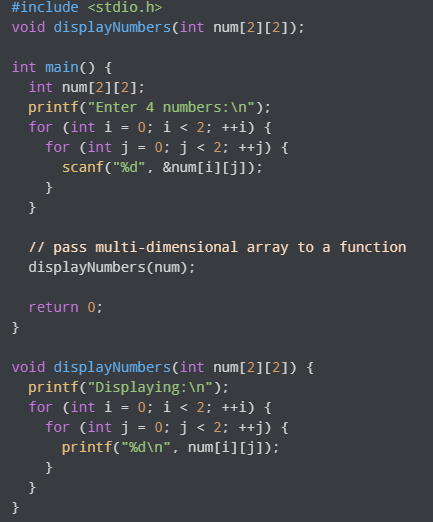 #include <stdio.h>
void displayNumbers(int num[2][2]);
int main() {
int num[2][2];
printf("Enter 4 numbers:\n");
for (int i = 0; i < 2; ++i) {
for (int j = 0; j < 2; ++j) {
scanf("%d", &num[i][j]);
}
}
// pass multi-dimensional array to a function
displayNumbers(num);
return 0;
}
void displayNumbers(int num[2][2]) {
printf("Displaying:\n");
for (int i = 0; i < 2; ++i) {
for (int j = 0; j < 2; ++j) {
printf("%d\n", num[i][j]);
}
}
}